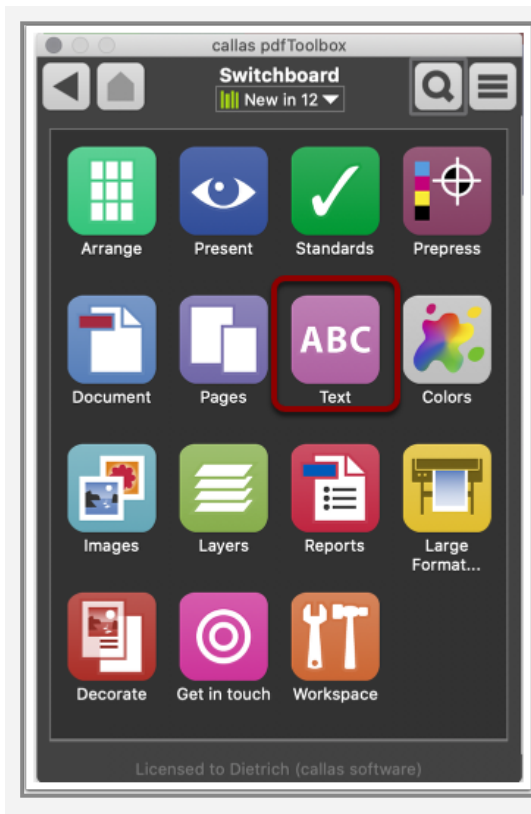 callas pdfToolbox
Switchboard
New in 12
Arrange
Present
Standards
Prepress
Document
Pages
ABC
Text
Colors
Images
Layers
Reports
Large
Format...
Decorate
Get in touch
Workspace
Licensed to Dietrich (callas software)